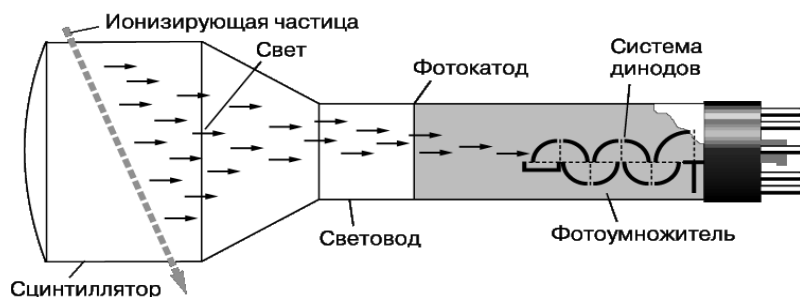 Ионизирующая частица
Свет
Фотокатод
Система
динодов
Световод
Фотоумножитель
Сцинтиллятор